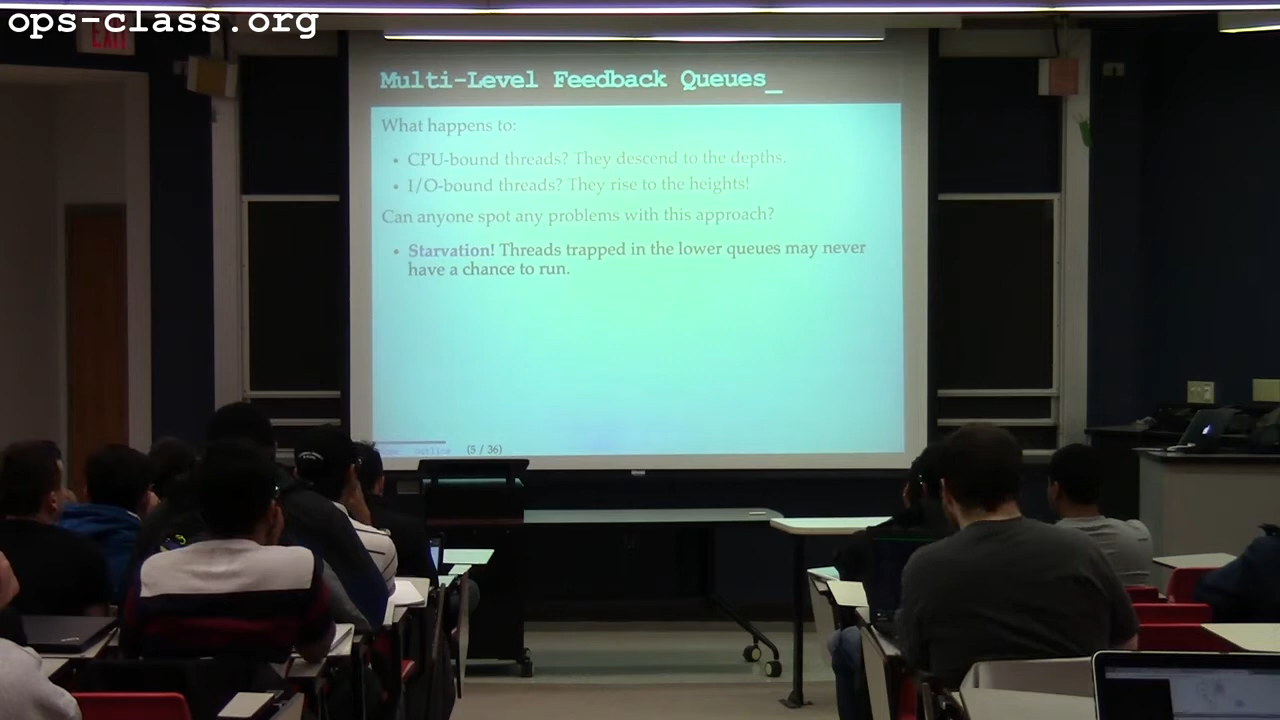 ops-class.org
EXIT
Multi-Level Feedback Queues_
What happens to:
• CPU-bound threads? They descend to the depths.
• I/O-bound threads? They rise to the heights!
Can anyone spot any problems with this approach?
• Starvation! Threads trapped in the lower queues may never
have a chance to run.
(5 / 36)